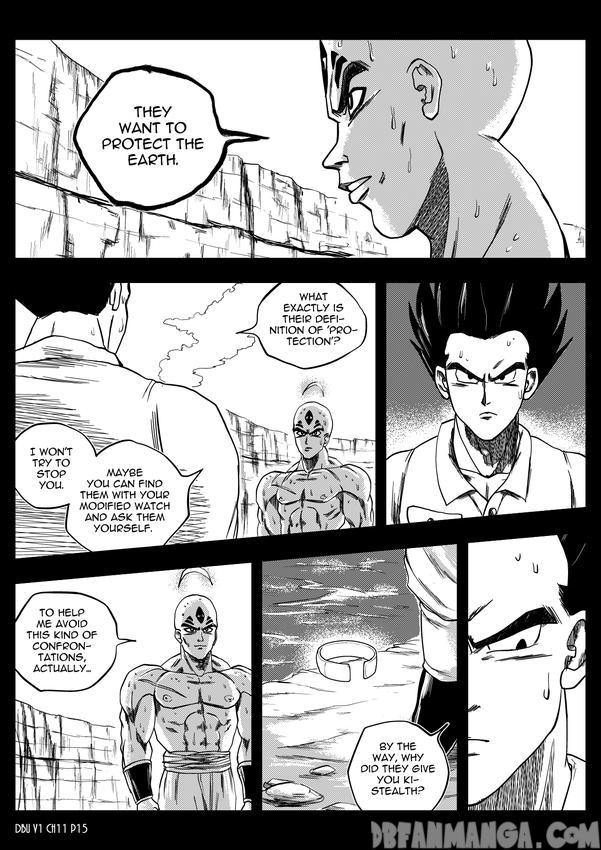 THEY
WANT TO
PROTECT THE
EARTH.
WHAT
EXACTLY IS
THEIR DEFI-
NITION OF 'PRO-
TECTION'?
I WON'T
TRY TO
STOP
YOU.
MAYBE
YOU CAN FIND
THEM WITH YOUR
MODIFIED WATCH
AND ASK THEM
YOURSELF.
TO HELP
ME AVOID
THIS KIND OF
CONFRON-
TATIONS,
ACTUALLY...
BY THE
WAY, WHY
DID THEY GIVE
YOU KI-
STEALTH?
DBU V1 CH11 P15
DBFANMANGA.COM